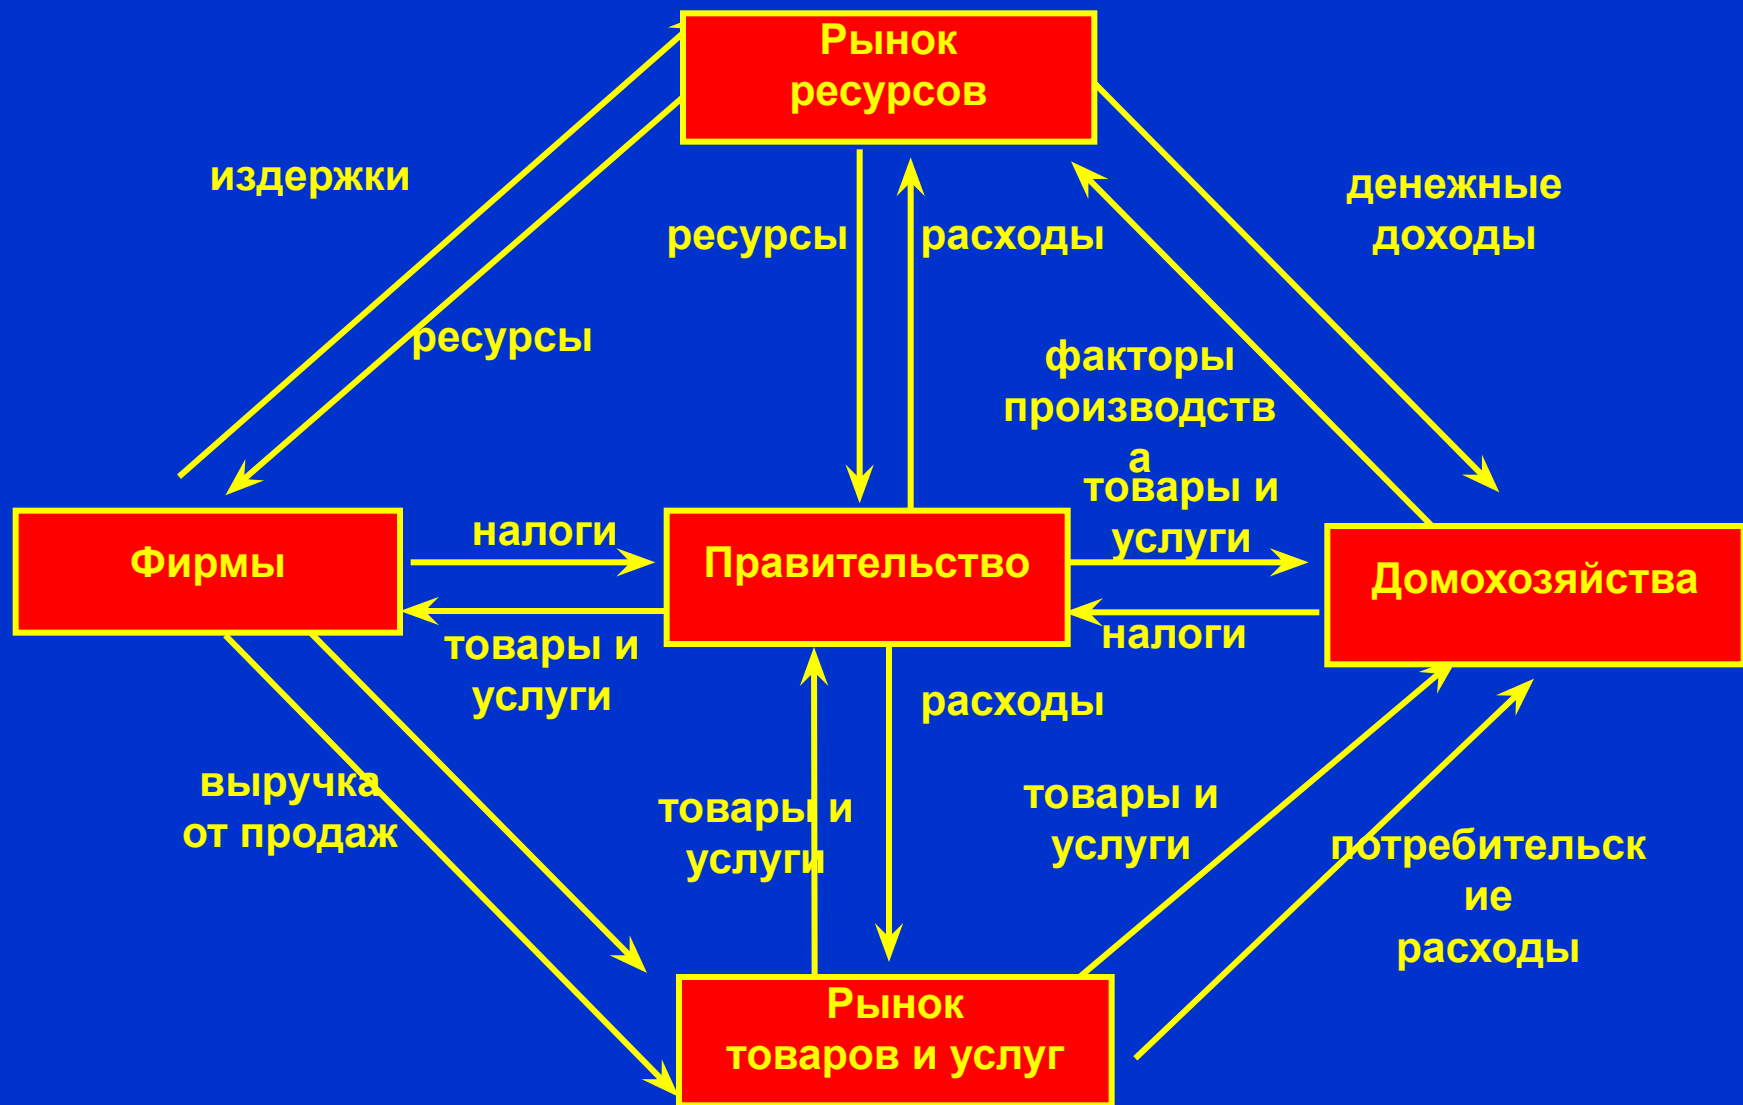 Рынок
ресурсов
издержки
денежные
доходы
ресурсы
расходы
ресурсы
факторы
производств
а
товары и
услуги
налоги
Фирмы
Правительство
Домохозяйства
товары и
услуги
налоги
расходы
выручка
от продаж
товары и
услуги
товары и
услуги
потребительск
ие
расходы
Рынок
товаров и услуг